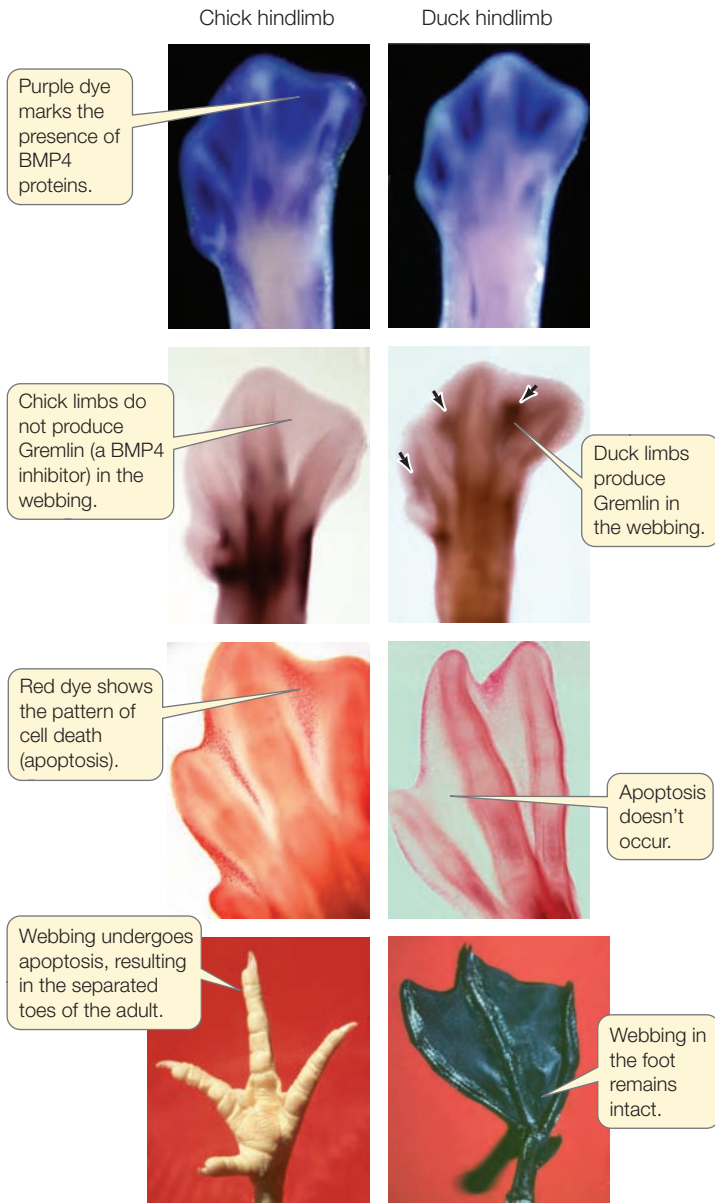 Chick hindlimb
Duck hindlimb
Purple dye
marks the
presence of
BMP4
proteins.
Chick limbs do
not produce
Gremlin (a BMP4
inhibitor) in the
webbing.
Duck limbs
produce
Gremlin in
the webbing.
Red dye shows
the pattern of
cell death
(apoptosis).
Apoptosis
doesn't
occur.
Webbing undergoes
apoptosis, resulting
in the separated
toes of the adult.
Webbing in
the foot
remains
intact.